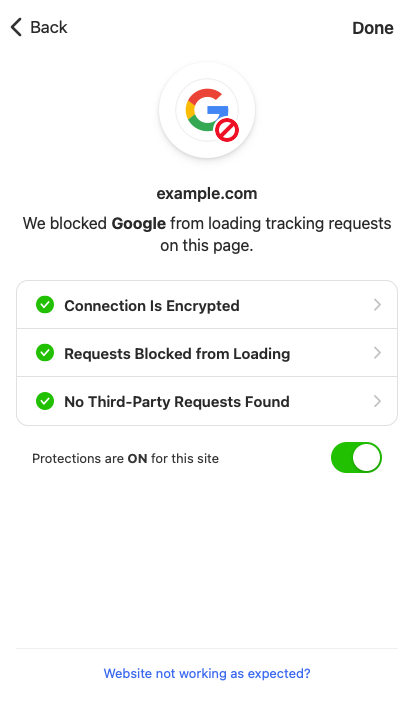 Back
Done
example.com
We blocked Google from loading tracking requests
on this page.
Connection Is Encrypted
Requests Blocked from Loading
No Third-Party Requests Found
Protections are ON for this site
Website not working as expected?